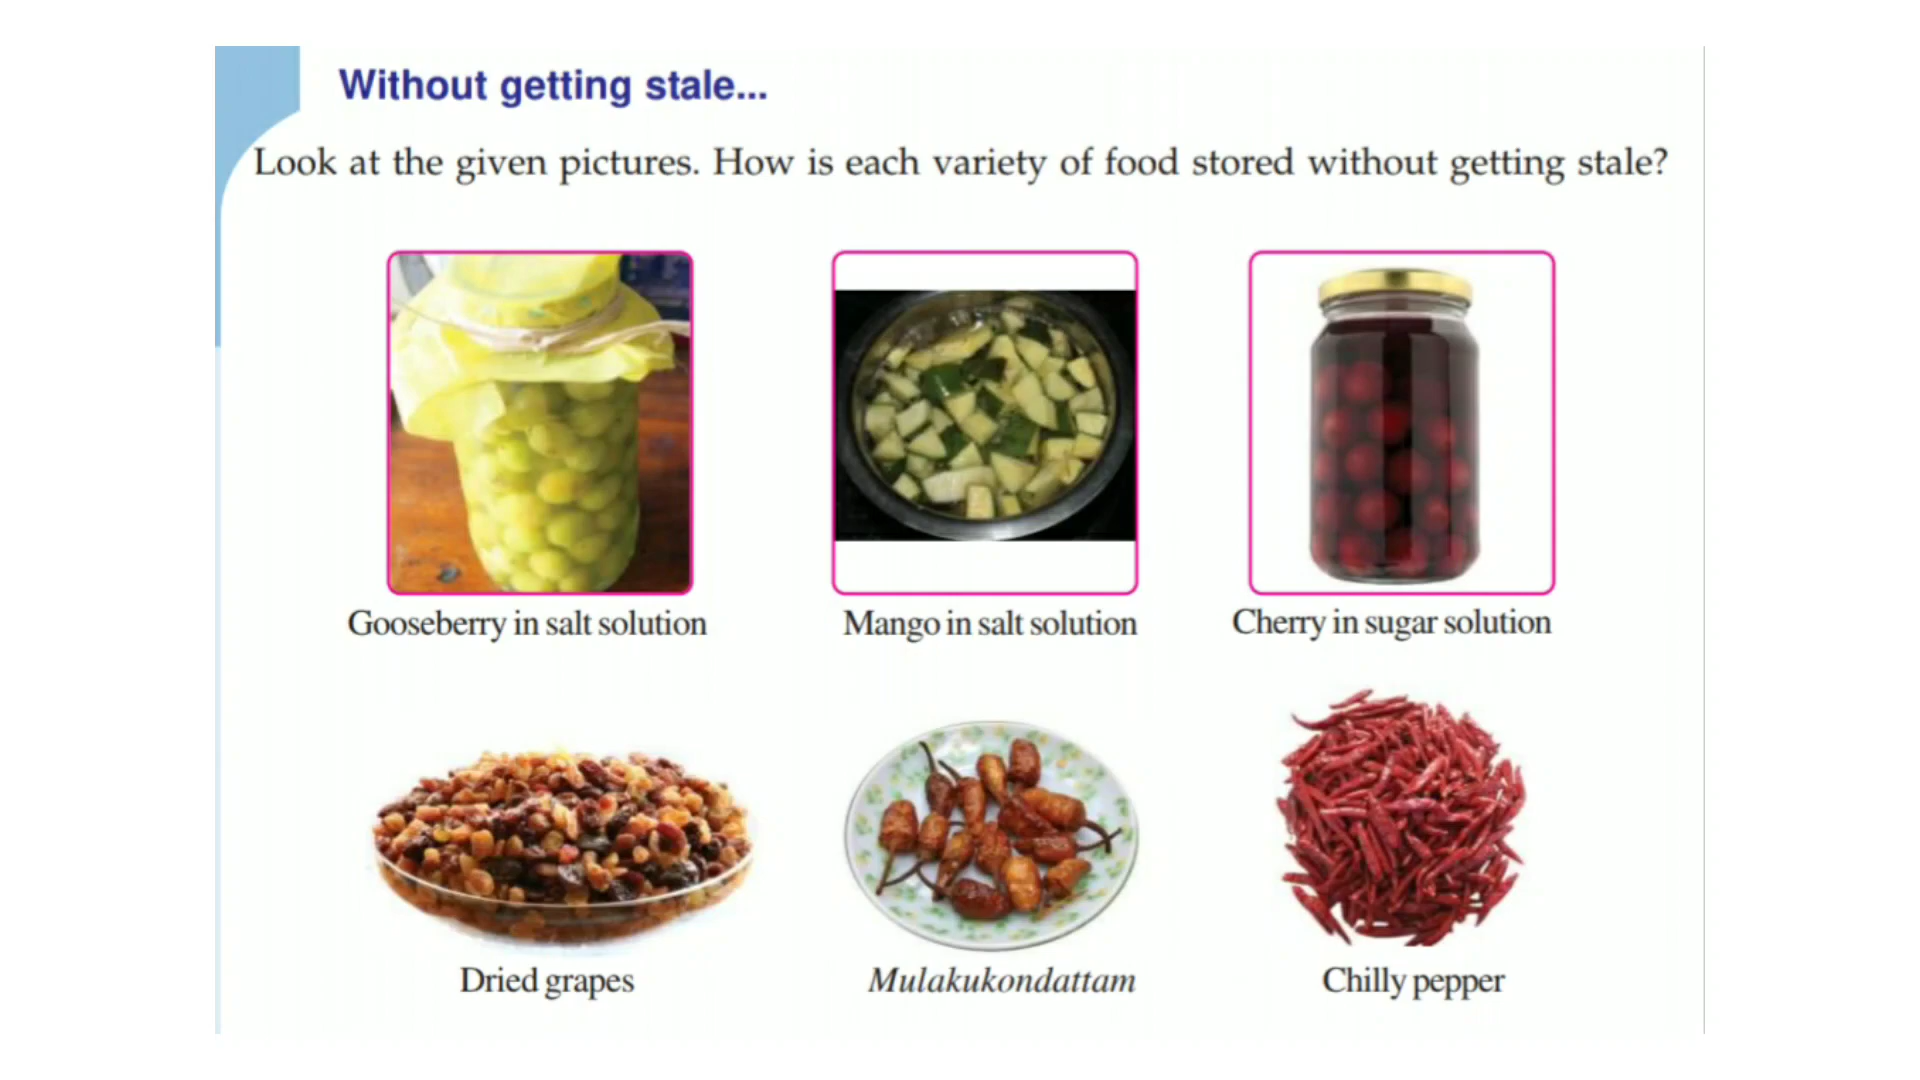 Without getting stale...
Look at the given pictures. How is each variety of food stored without getting stale?
Gooseberry in salt solution
Mango in salt solution
Cherry in sugar solution
Dried grapes
Mulakukondattam
Chilly pepper